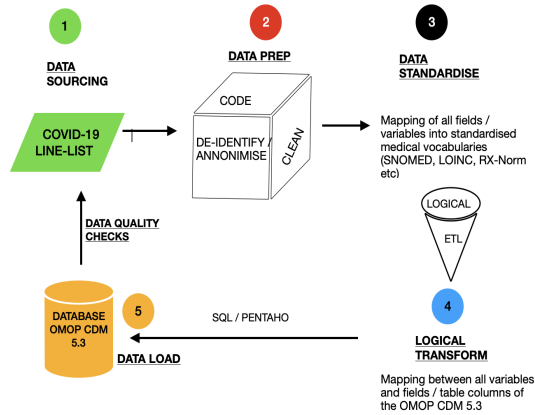 1
DATA
SOURCING
COVID-19
LINE-LIST
2
DATA PREP
CODE
DE-IDENTIFY /
ANNONIMISE
CLEAN
3
DATA
STANDARDISE
Mapping of all fields /
variables into standardised
medical vocabularies
(SNOMED, LOINC, RX-Norm
etc)
LOGICAL
ETL
4
LOGICAL
TRANSFORM
Mapping between all variables
and fields / table columns of
the OMOP CDM 5.3
SQL / PENTAHO
5
DATA LOAD
DATABASE
OMOP CDM
5.3
DATA QUALITY
CHECKS